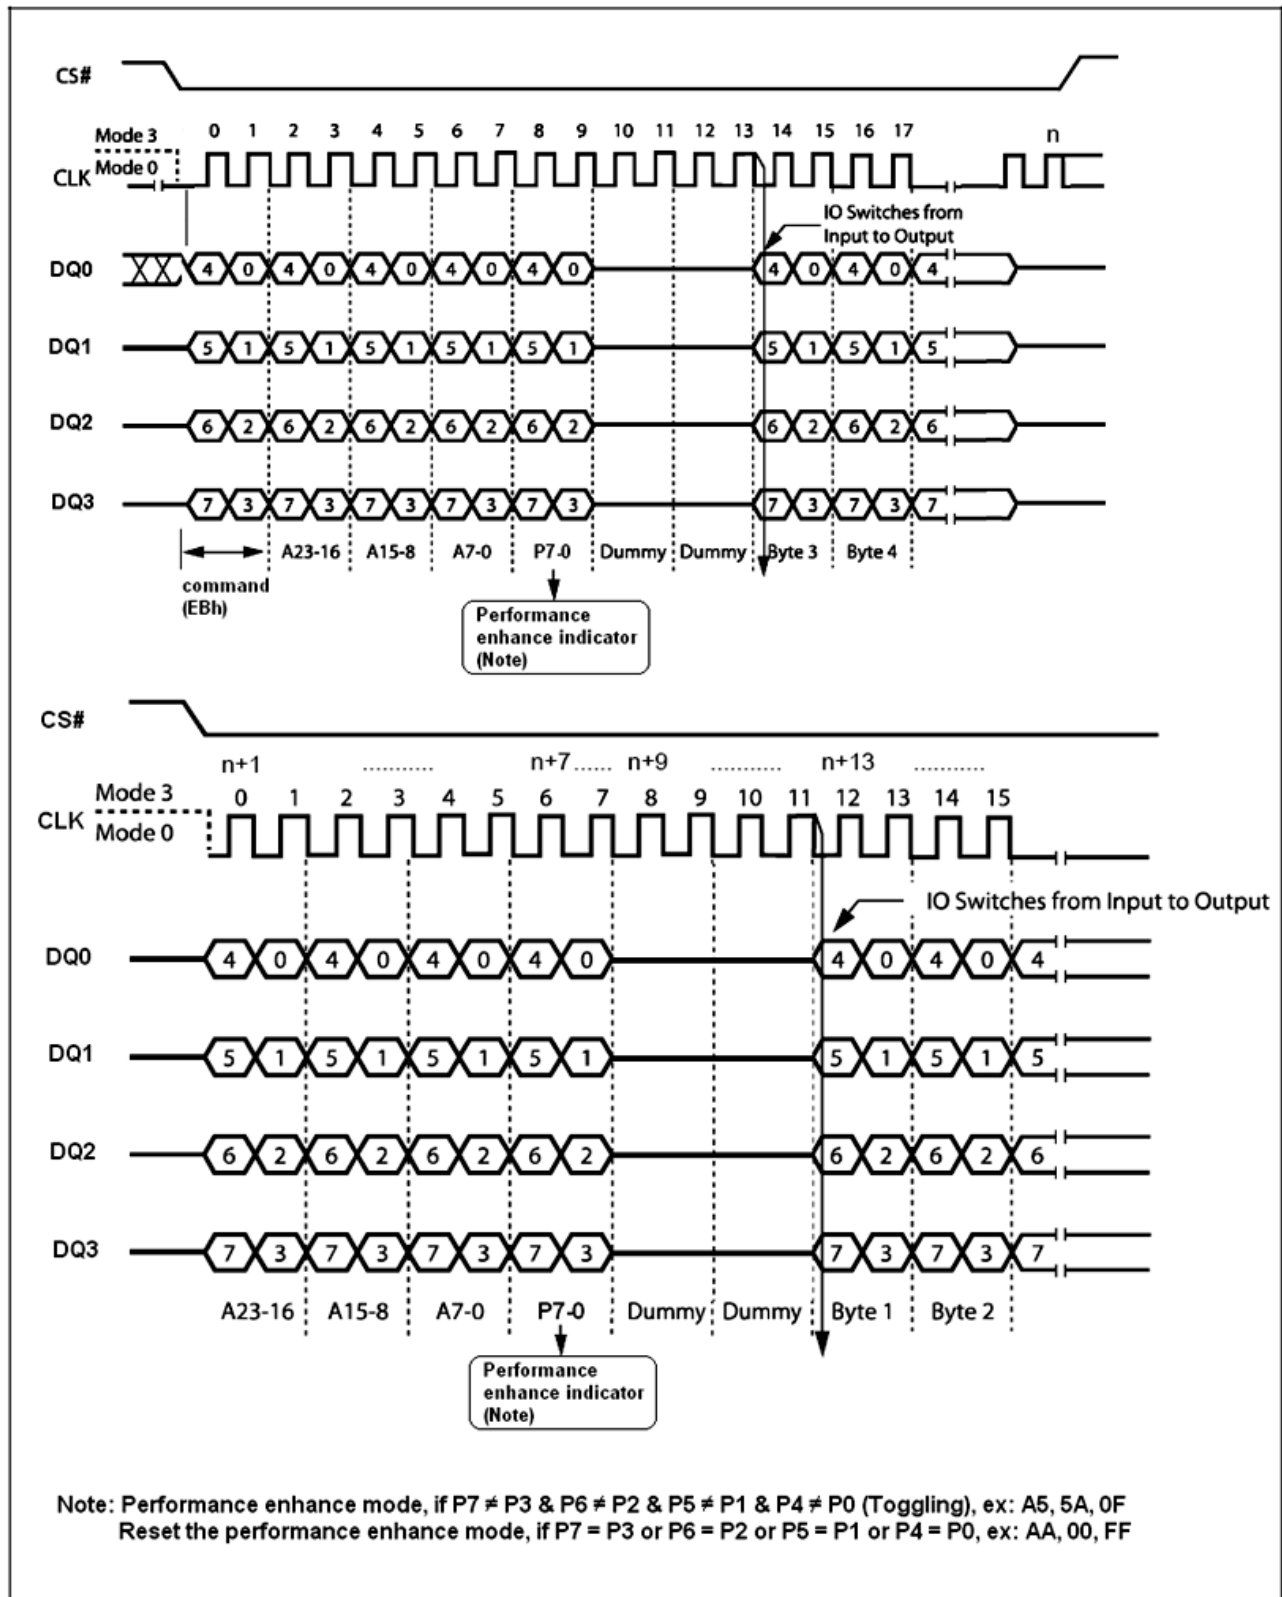 CS#
Mode 3
0 1 2 3 4 5 6 7 8 9 10 11 12 13 14 15 16 17 n
CLK Mode 0
IO Switches from
Input to Output
DQ0 4 0 4 0 4 0 4 0 4 0 4 0 4 0 4
DQ1 5 1 5 1 5 1 5 1 5 1 5 1 5 1 5
DQ2 6 2 6 2 6 2 6 2 6 2 6 2 6 2 6
DQ3 7 3 7 3 7 3 7 3 7 3 7 3 7 3 7
A23-16 A15-8 A7-0 P7-0 Dummy Dummy Byte 3 Byte 4
command
(EBh)
Performance
enhance indicator
(Note)
CS#
n+1 ........... n+7 ...... n+9 ........... n+13 ...........
Mode 3
0 1 2 3 4 5 6 7 8 9 10 11 12 13 14 15
CLK Mode 0
IO Switches from Input to Output
DQ0 4 0 4 0 4 0 4 0 4 0 4 0 4
DQ1 5 1 5 1 5 1 5 1 5 1 5 1 5
DQ2 6 2 6 2 6 2 6 2 6 2 6 2 6
DQ3 7 3 7 3 7 3 7 3 7 3 7 3 7
A23-16 A15-8 A7-0 P7-0 Dummy Dummy Byte 1 Byte 2
Performance
enhance indicator
(Note)
Note: Performance enhance mode, if P7 ≠ P3 & P6 ≠ P2 & P5 ≠ P1 & P4 ≠ P0 (Toggling), ex: A5, 5A, 0F
Reset the performance enhance mode, if P7 = P3 or P6 = P2 or P5 = P1 or P4 = P0, ex: AA, 00, FF